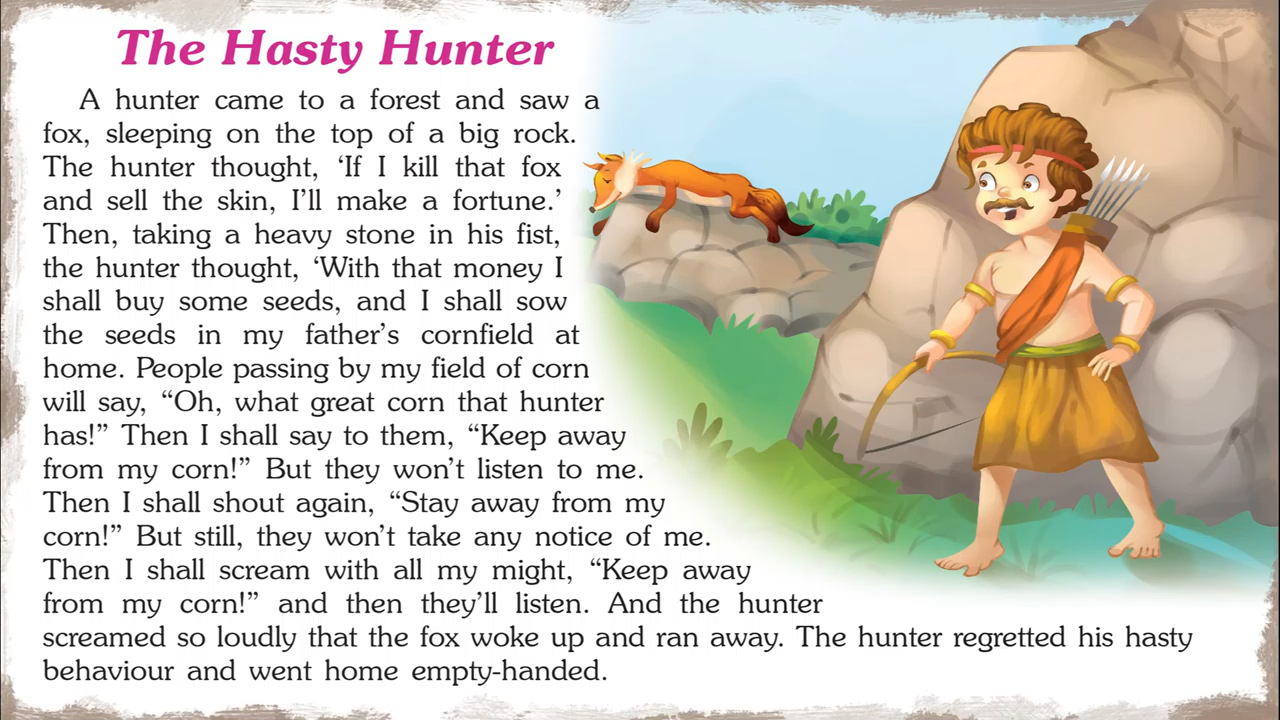 The Hasty Hunter
A hunter came to a forest and saw a
fox, sleeping on the top of a big rock.
The hunter thought, ‘If I kill that fox
and sell the skin, I’ll make a fortune.’
Then, taking a heavy stone in his fist,
the hunter thought, ‘With that money I
shall buy some seeds, and I shall sow
the seeds in my father’s cornfield at
home. People passing by my field of corn
will say, “Oh, what great corn that hunter
has!” Then I shall say to them, “Keep away
from my corn!” But they won’t listen to me.
Then I shall shout again, “Stay away from my
corn!” But still, they won’t take any notice of me.
Then I shall scream with all my might, “Keep away
from my corn!” and then they’ll listen. And the hunter
screamed so loudly that the fox woke up and ran away. The hunter regretted his hasty
behaviour and went home empty-handed.